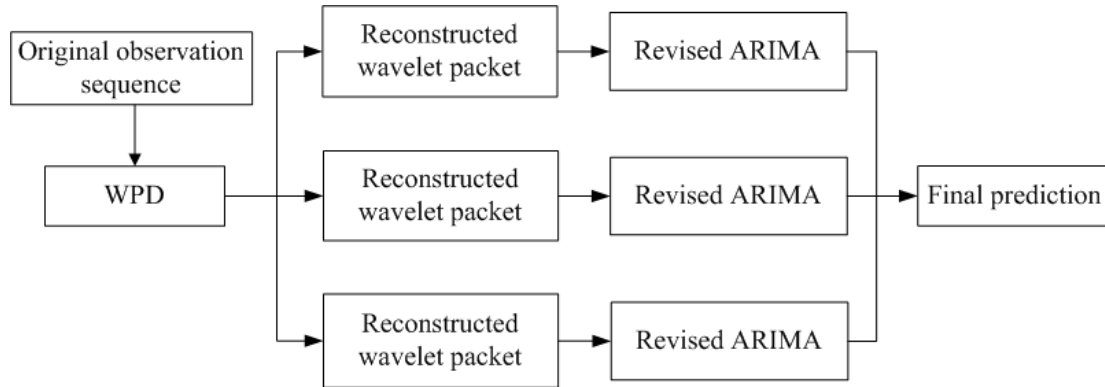 Original observation
sequence
WPD
Reconstructed
wavelet packet
Revised ARIMA
Reconstructed
wavelet packet
Revised ARIMA
Reconstructed
wavelet packet
Revised ARIMA
Final prediction